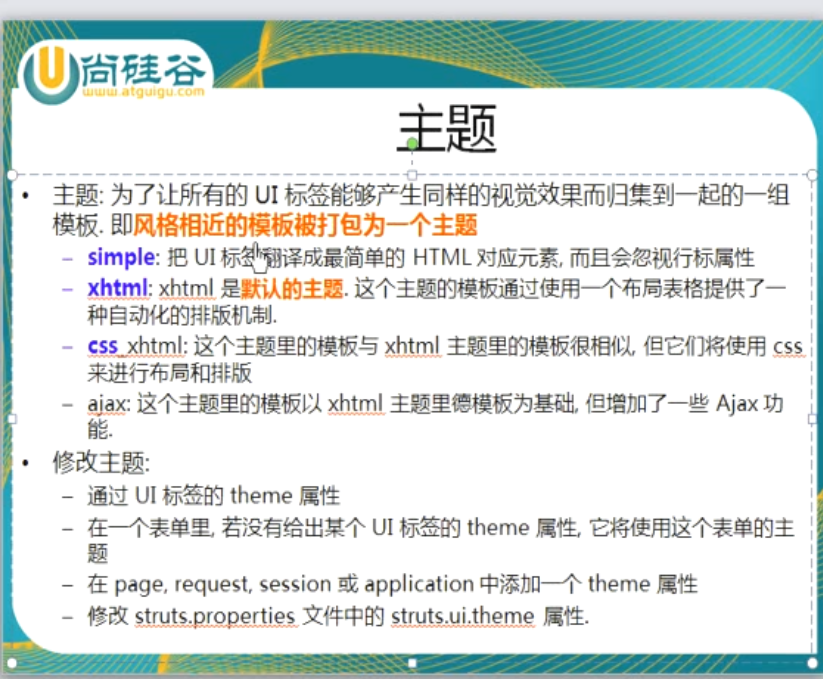 尚硅谷
www.atguigu.com
主题
• 主题: 为了让所有的 UI 标签能够产生同样的视觉效果而归集到一起的一组
模板. 即风格相近的模板被打包为一个主题
– simple: 把 UI 标签翻译成最简单的 HTML 对应元素, 而且会忽视行标属性
– xhtml: xhtml 是默认的主题. 这个主题的模板通过使用一个布局表格提供了一
种自动化的排版机制.
– css_xhtml: 这个主题里的模板与 xhtml 主题里的模板很相似, 但它们将使用 css
来进行布局和排版
– ajax: 这个主题里的模板以 xhtml 主题里德模板为基础, 但增加了一些 Ajax 功
能.
• 修改主题:
– 通过 UI 标签的 theme 属性
– 在一个表单里, 若没有给出某个 UI 标签的 theme 属性, 它将使用这个表单的主
题
– 在 page, request, session 或 application 中添加一个 theme 属性
– 修改 struts.properties 文件中的 struts.ui.theme 属性.